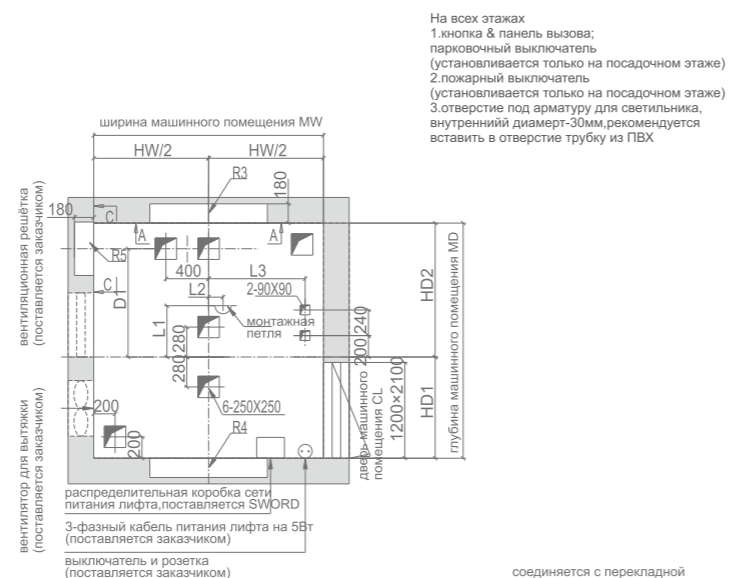 На всех этажах
1.кнопка & панель вызова;
парковочный выключатель
(устанавливается только на посадочном этаже)
2.пожарный выключатель
(устанавливается только на посадочном этаже)
3.отверстие под арматуру для светильника,
внутреннийй диамерт-30мм,рекомендуется
вставить в отверстие трубку из ПВХ
ширина машинного помещения MW
HW/2
HW/2
R3
180
180
C
A
A
R5
вентиляционная решётка
(поставляется заказчиком)
400
L3
C
L2
2-90X90
D1
HD2
глубина машинного помещения MD
L1
280
280
монтажная
петля
240
200
HD1
1200×2100
дверь машинного
помещения CL
200
6-250X250
R4
200
вентилятор для вытяжки
(поставляется заказчиком)
распределительная коробка сети
питания лифта,поставляется SWORD
3-фазный кабель питания лифта на 5Вт
(поставляется заказчиком)
выключатель и розетка
(поставляется заказчиком)
соединяется с перекладной